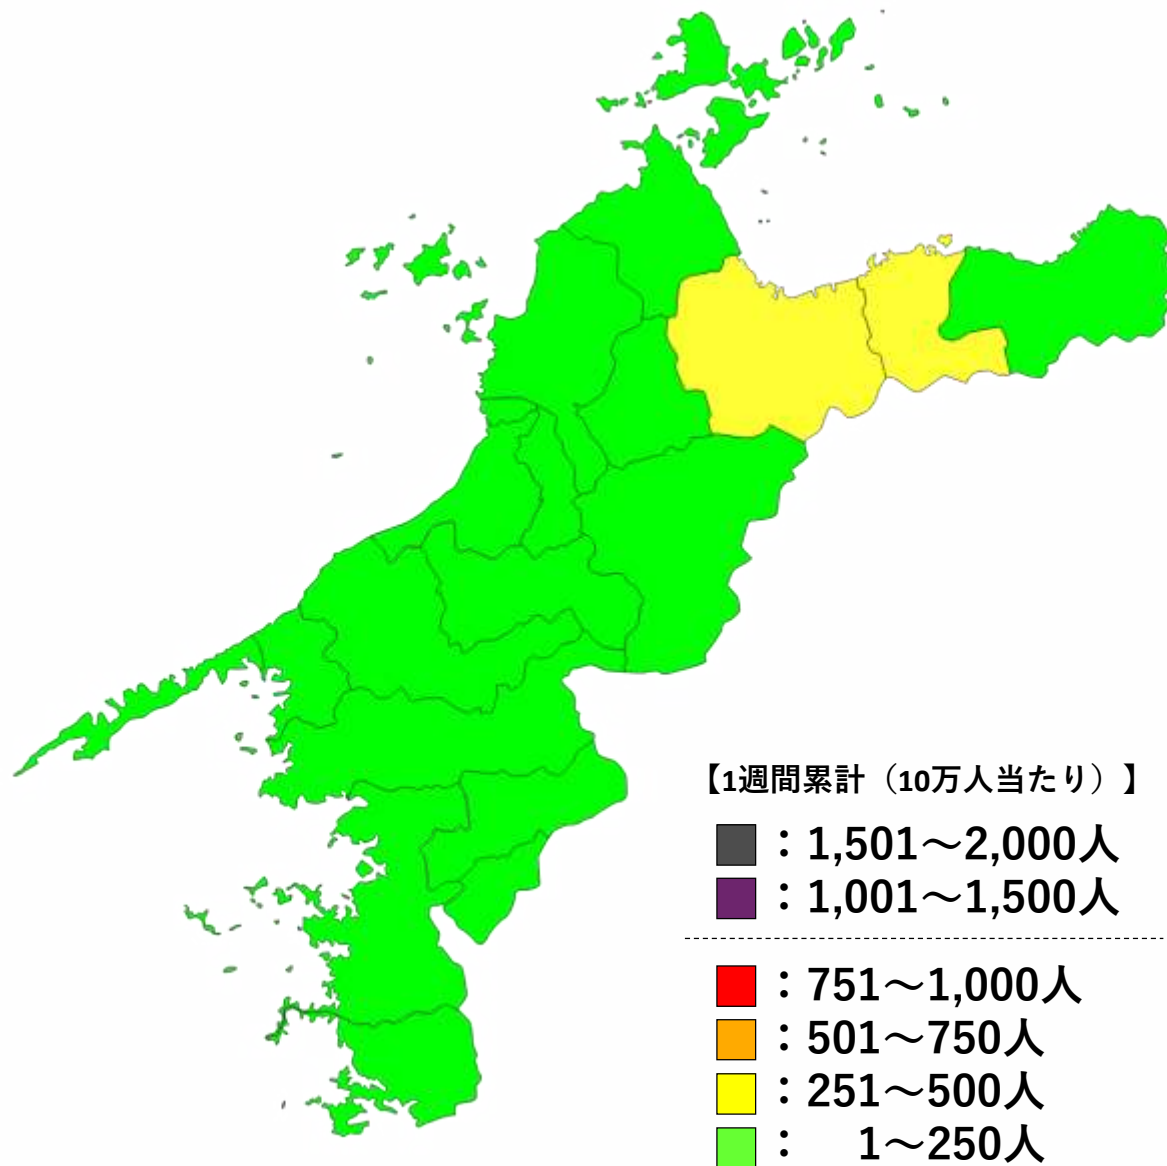 【1週間累計（10万人当たり）】
：1,501～2,000人
：1,001～1,500人
：751～1,000人
：501～750人
：251～500人
：　1～250人